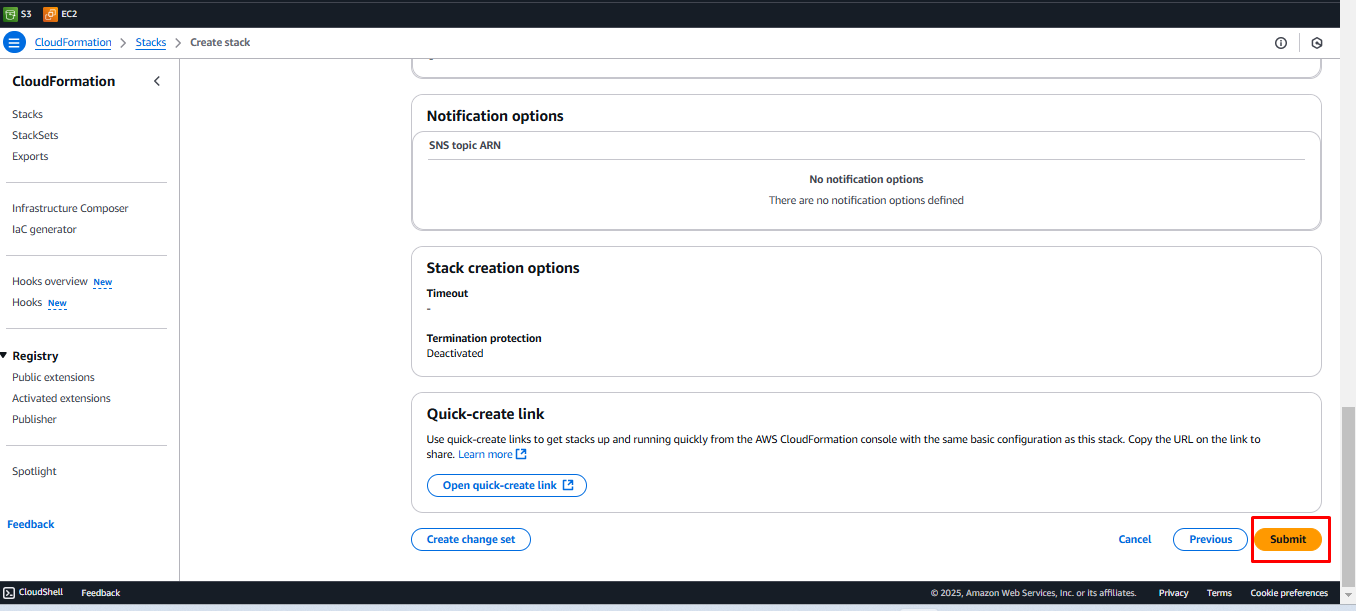 S3 EC2
CloudFormation > Stacks > Create stack
CloudFormation
Stacks
StackSets
Exports
Infrastructure Composer
IaC generator
Hooks overview New
Hooks New
Registry
Public extensions
Activated extensions
Publisher
Spotlight
Feedback
Notification options
SNS topic ARN
No notification options
There are no notification options defined
Stack creation options
Timeout
-
Termination protection
Deactivated
Quick-create link
Use quick-create links to get stacks up and running quickly from the AWS CloudFormation console with the same basic configuration as this stack. Copy the URL on the link to
share. Learn more
Open quick-create link
Create change set Cancel Previous Submit
CloudShell Feedback © 2025, Amazon Web Services, Inc. or its affiliates. Privacy Terms Cookie preferences